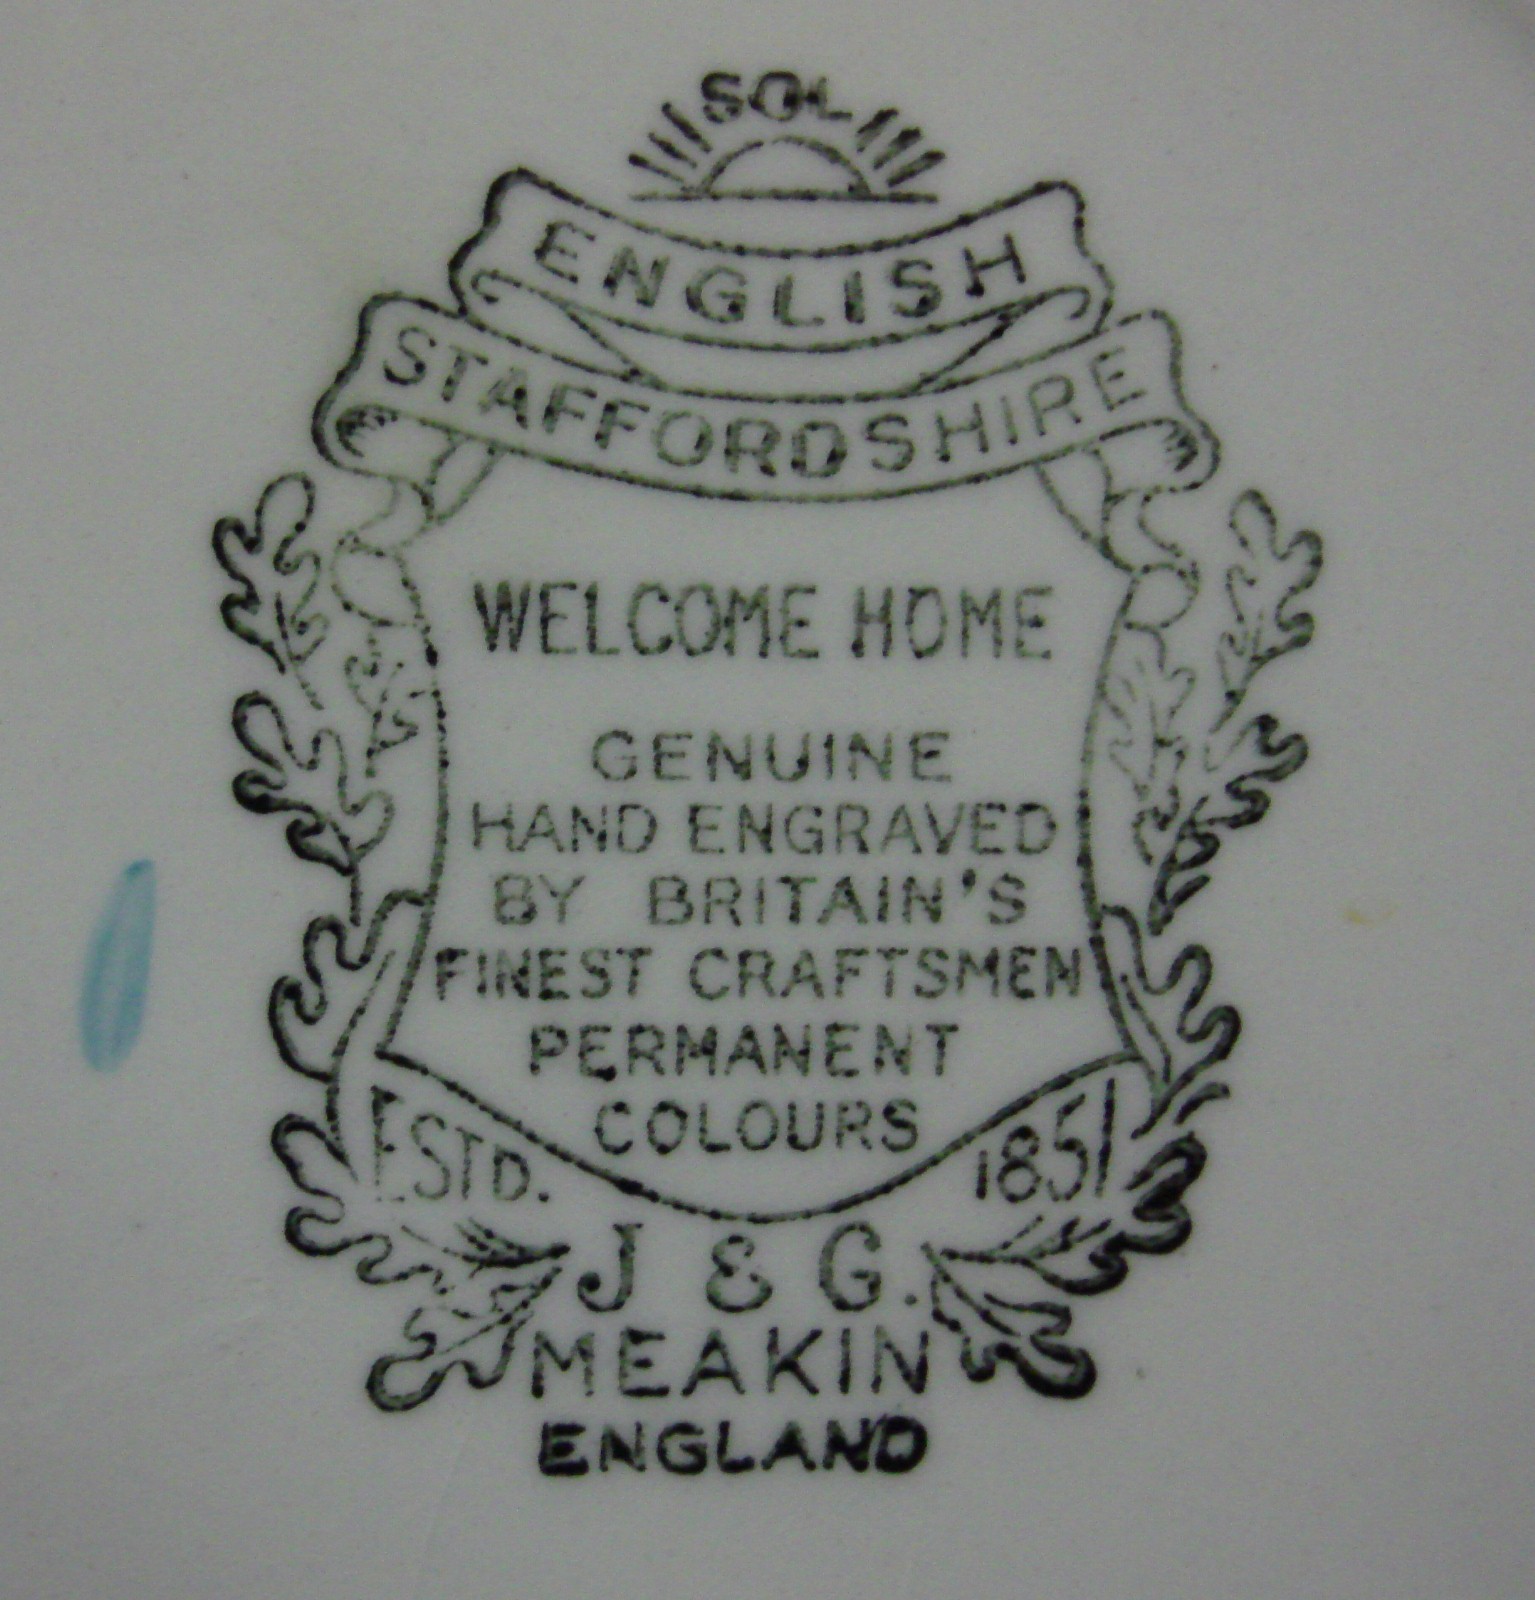 SOL
ENGLISH
STAFFORDSHIRE
WELCOME HOME
GENUINE
HAND ENGRAVED
BY BRITAIN'S
FINEST CRAFTSMEN
PERMANENT
COLOURS
ESTD. 1851
J & G.
MEAKIN
ENGLAND